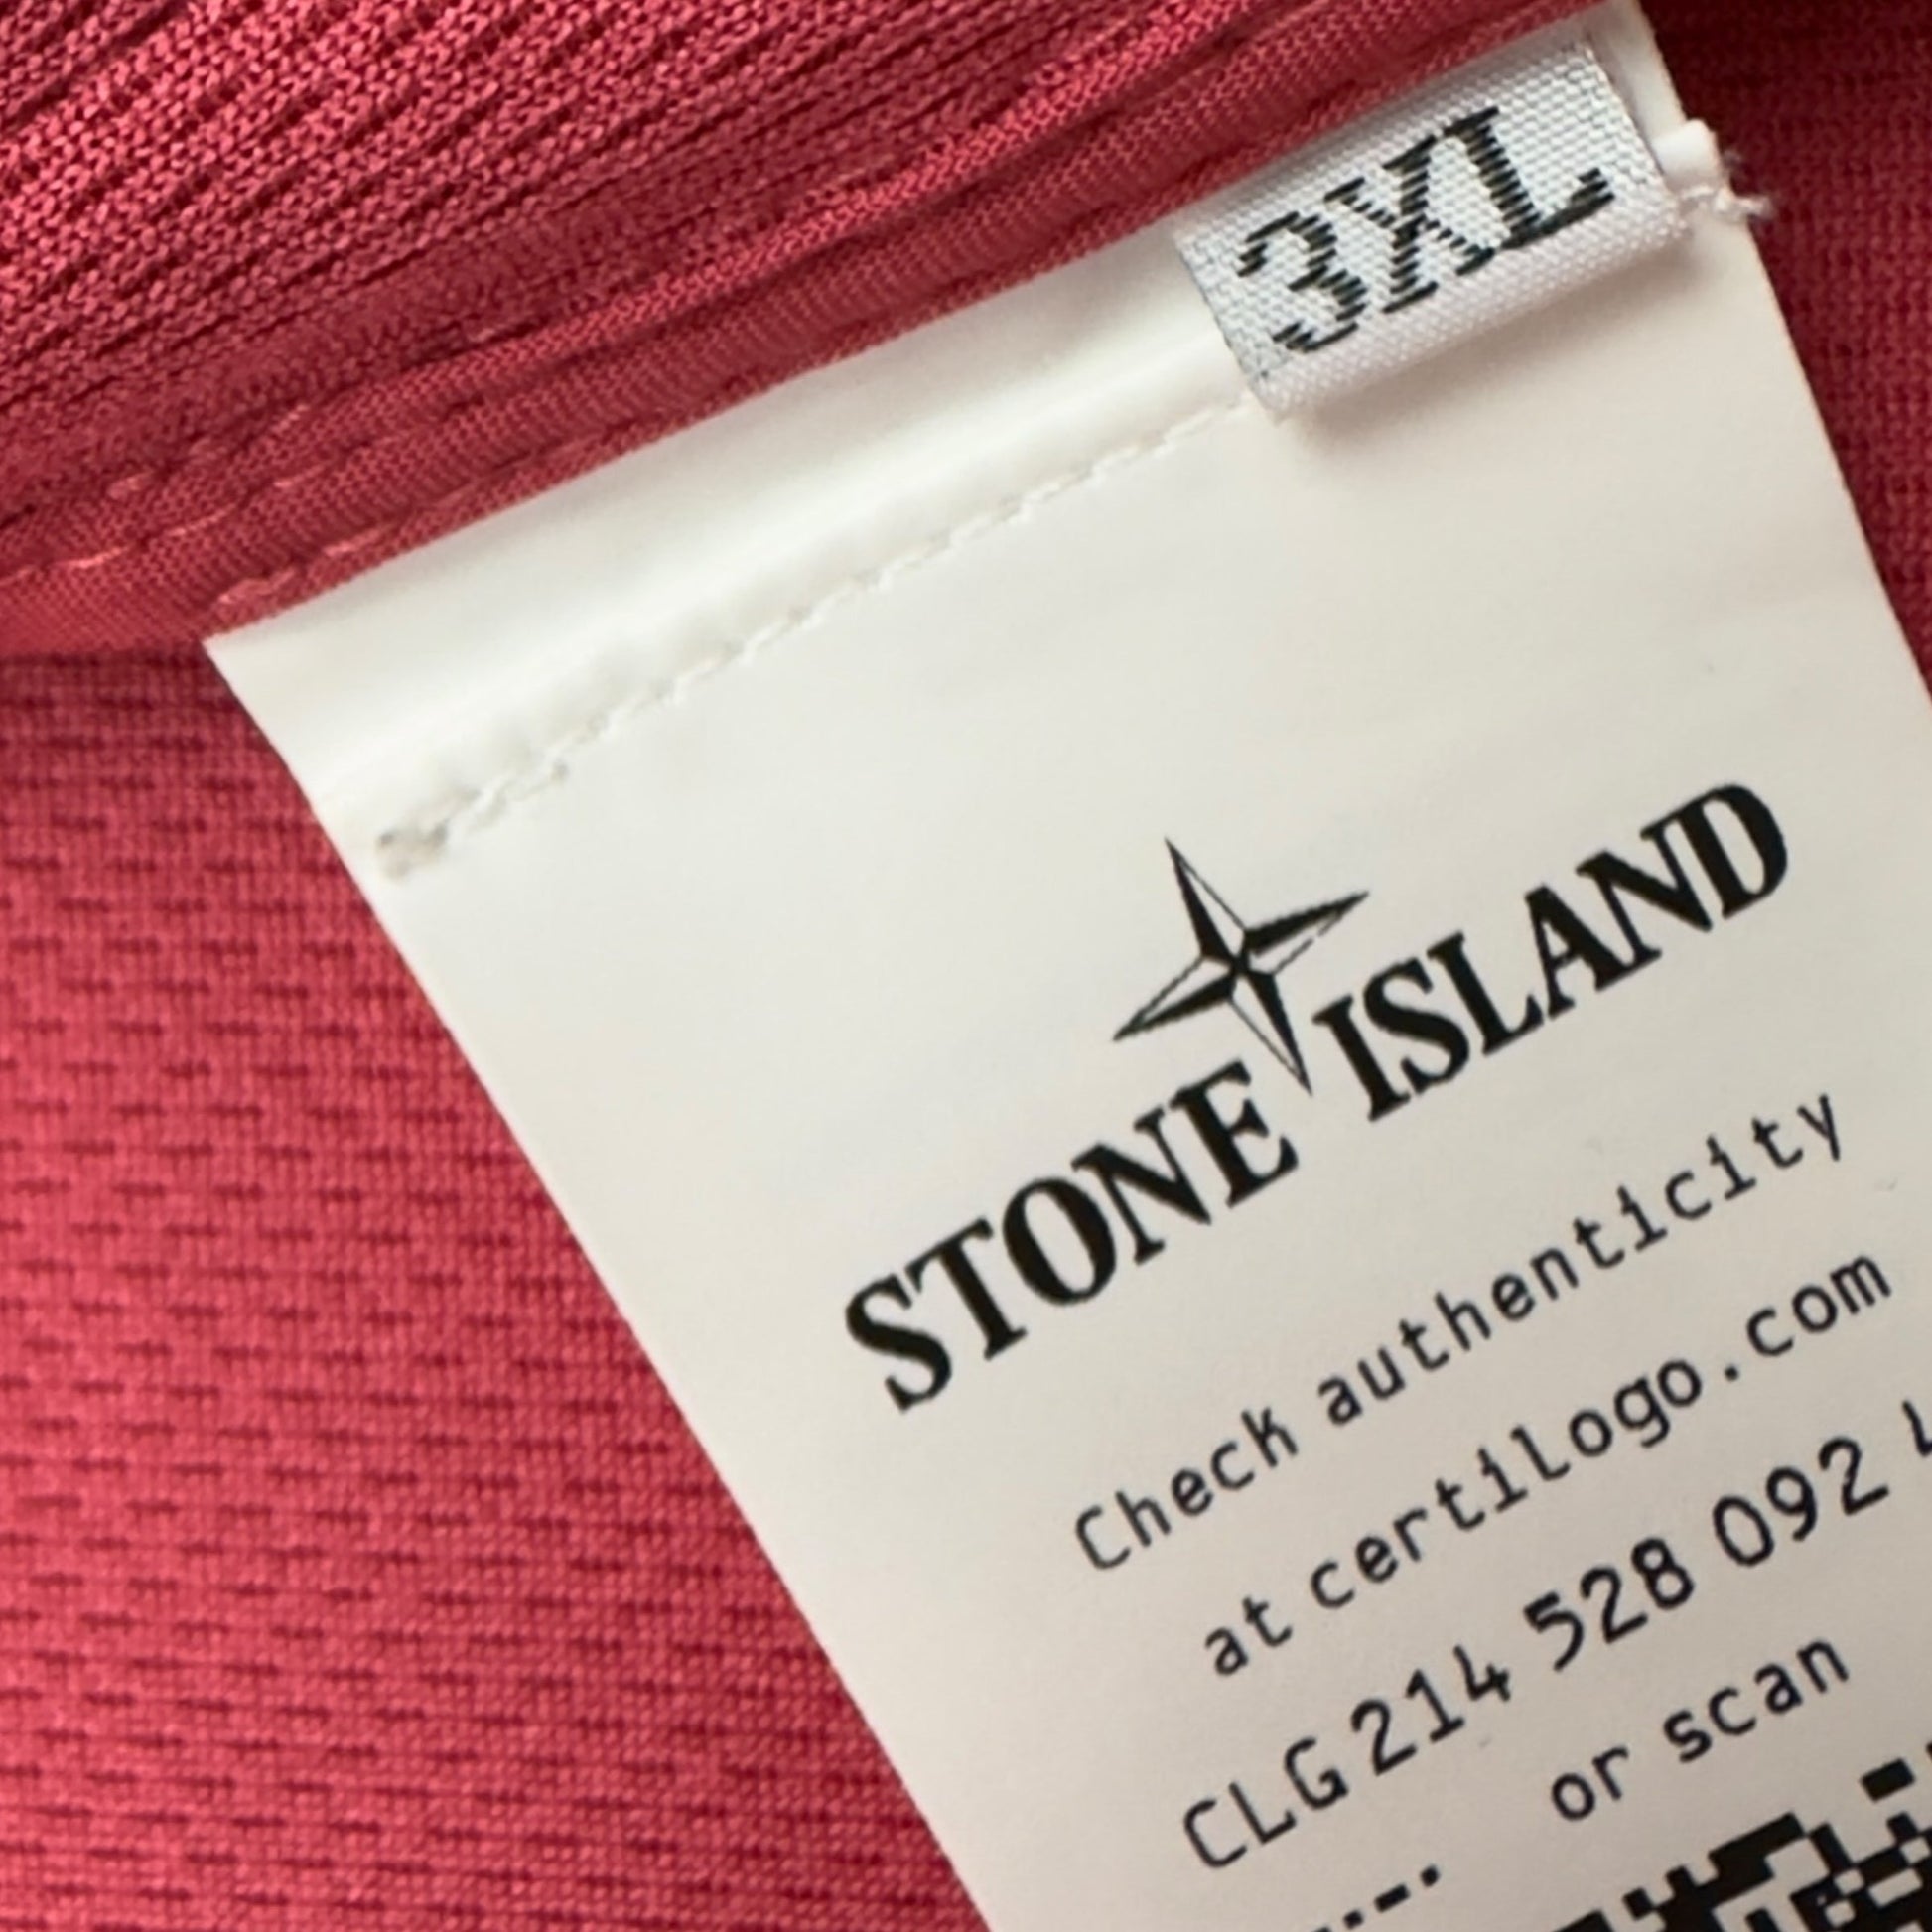 3XL
STONE ISLAND
Check authenticity
at certilogo.com
CLG 214 528 092
or scan